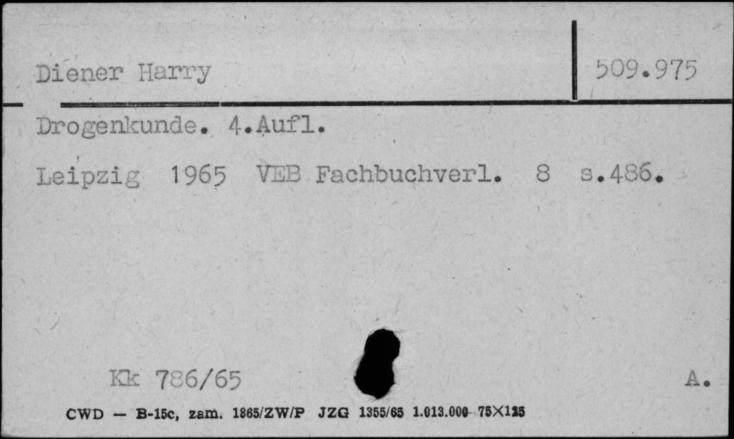 Diener Harry
509.975
Drogenkunde. 4.Aufl.
Leipzig 1965 VEB Fachbuchverl. 8 s.486.
Kk 786/65 A.
CWD — B-15c, zam. 1865/ZW/P JZG 1355/65 1.013.000 75X125